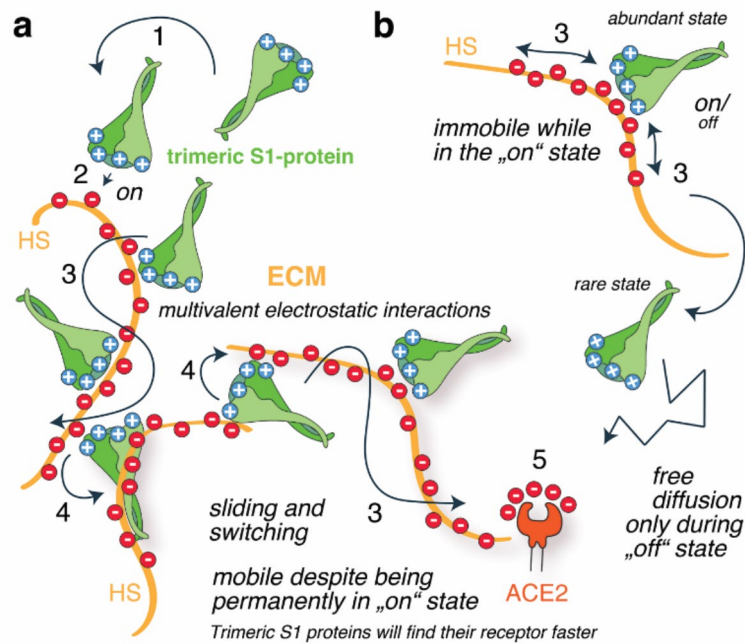 a
1
trimeric S1-protein
2
on
HS
3
ECM
multivalent electrostatic interactions
4
4
HS
sliding and
switching
3
mobile despite being
permanently in „on“ state
Trimeric S1 proteins will find their receptor faster
5
ACE2
b
HS
3
abundant state
on/
off
immobile while
in the „on“ state
3
rare state
free
diffusion
only during
„off“ state